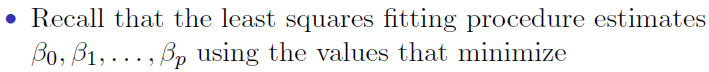 • Recall that the least squares fitting procedure estimates
β₀, β₁, . . . , βₚ using the values that minimize